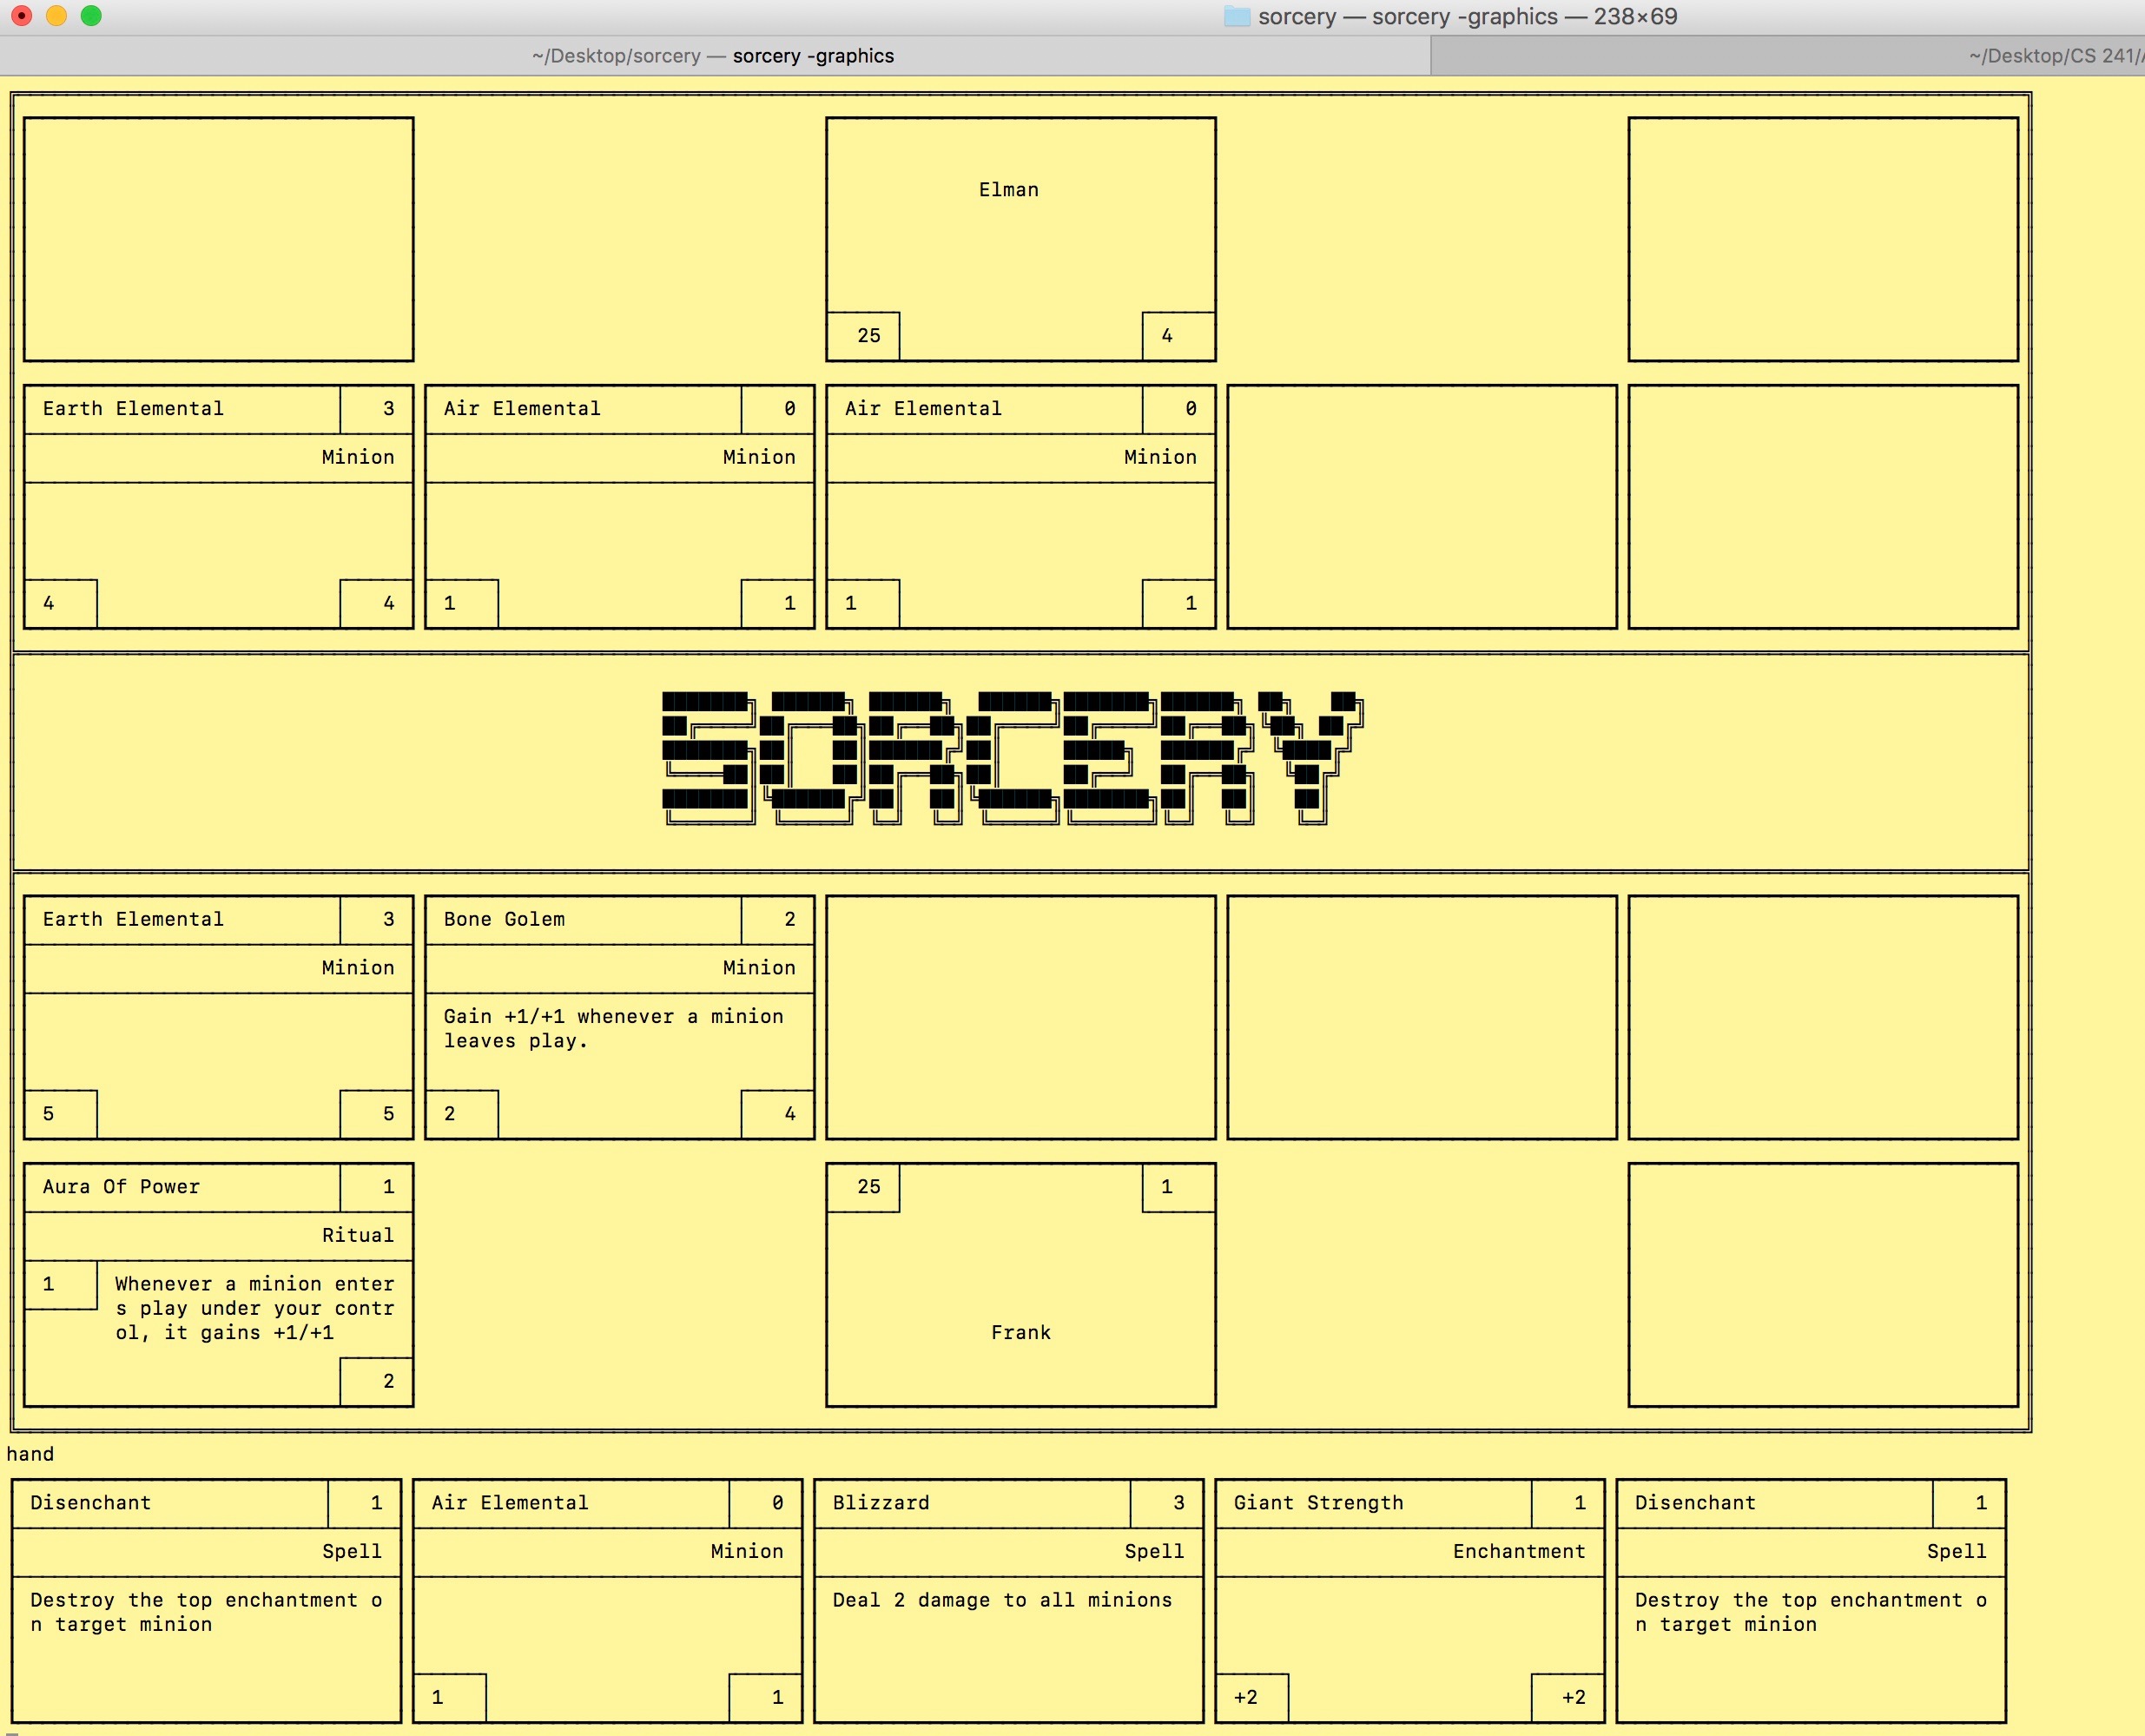 sorcery — sorcery -graphics — 238×69
~/Desktop/sorcery — sorcery -graphics
~/Desktop/CS 241/
Elman
25 4
Earth Elemental 3 Air Elemental 0 Air Elemental 0
Minion Minion Minion
4 4 1 1 1 1
SORCERY
Earth Elemental 3 Bone Golem 2
Minion Minion
Gain +1/+1 whenever a minion
leaves play.
5 5 2 4
Aura Of Power 1 25 1
Ritual
1 Whenever a minion enter
s play under your contr
ol, it gains +1/+1 Frank
2
hand
Disenchant 1 Air Elemental 0 Blizzard 3 Giant Strength 1 Disenchant 1
Spell Minion Spell Enchantment Spell
Destroy the top enchantment o Deal 2 damage to all minions Destroy the top enchantment o
n target minion n target minion
1 1 +2 +2